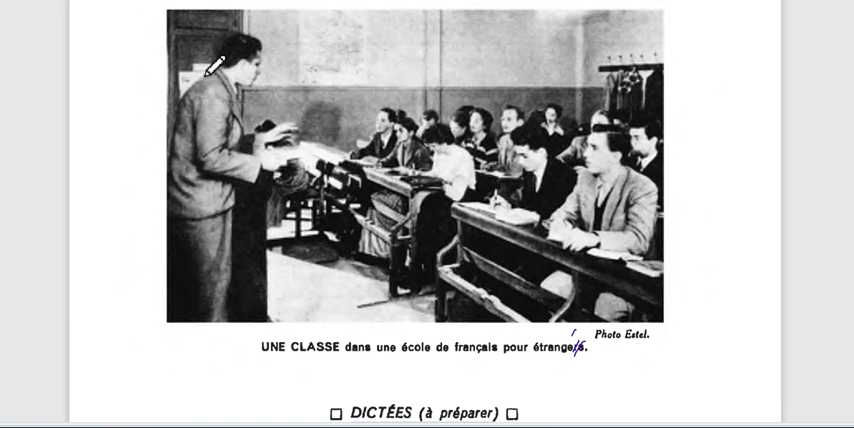 Photo Estel.
UNE CLASSE dans une école de français pour étrangers.
□ DICTÉES (à préparer) □